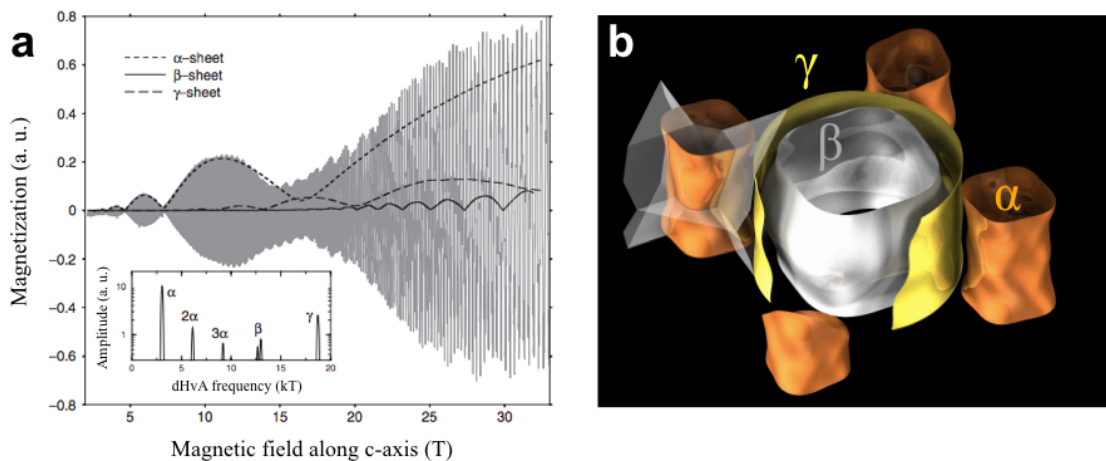 a
α–sheet
β–sheet
γ–sheet
Magnetization (a. u.)
0.8
0.6
0.4
0.2
0
−0.2
−0.4
−0.6
−0.8
5
10
15
20
25
30
Magnetic field along c-axis (T)
Amplitude (a. u.)
10
1
α
2α
3α
β
γ
0
5
10
15
20
dHvA frequency (kT)
b
γ
β
α